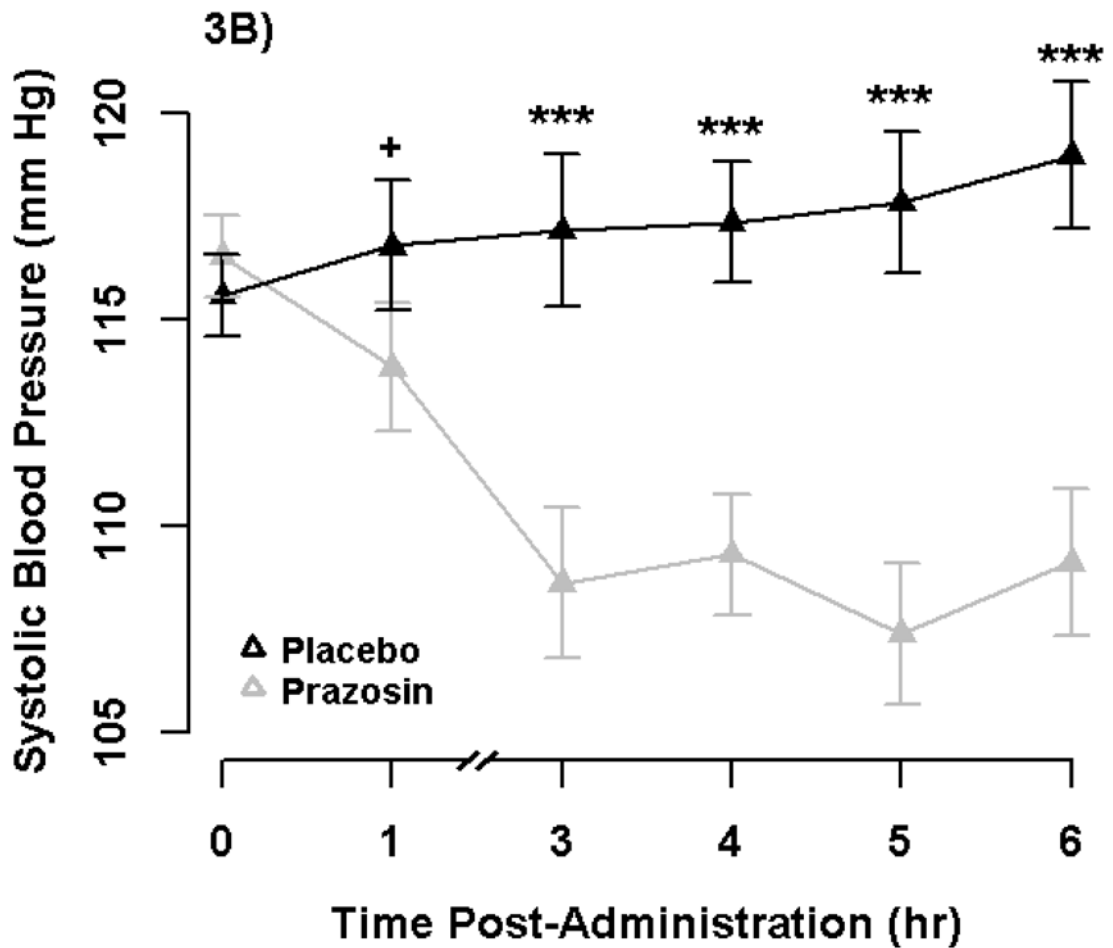 3B)
Systolic Blood Pressure (mm Hg)
120
115
110
105
+
***
***
***
***
Placebo
Prazosin
0 1 3 4 5 6
Time Post-Administration (hr)